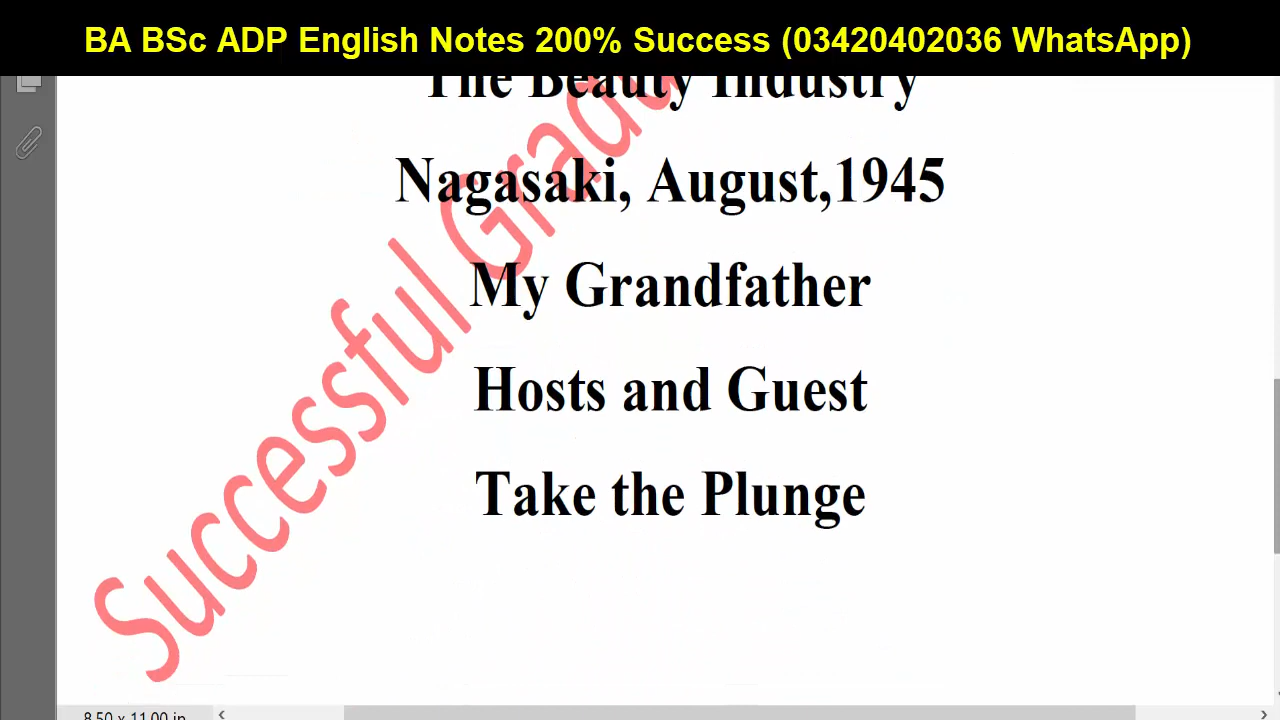 BA BSc ADP English Notes 200% Success (03420402036 WhatsApp)
The Beauty Industry
Nagasaki, August,1945
My Grandfather
Hosts and Guest
Take the Plunge
Successful Grad
8.50 x 11.00 in